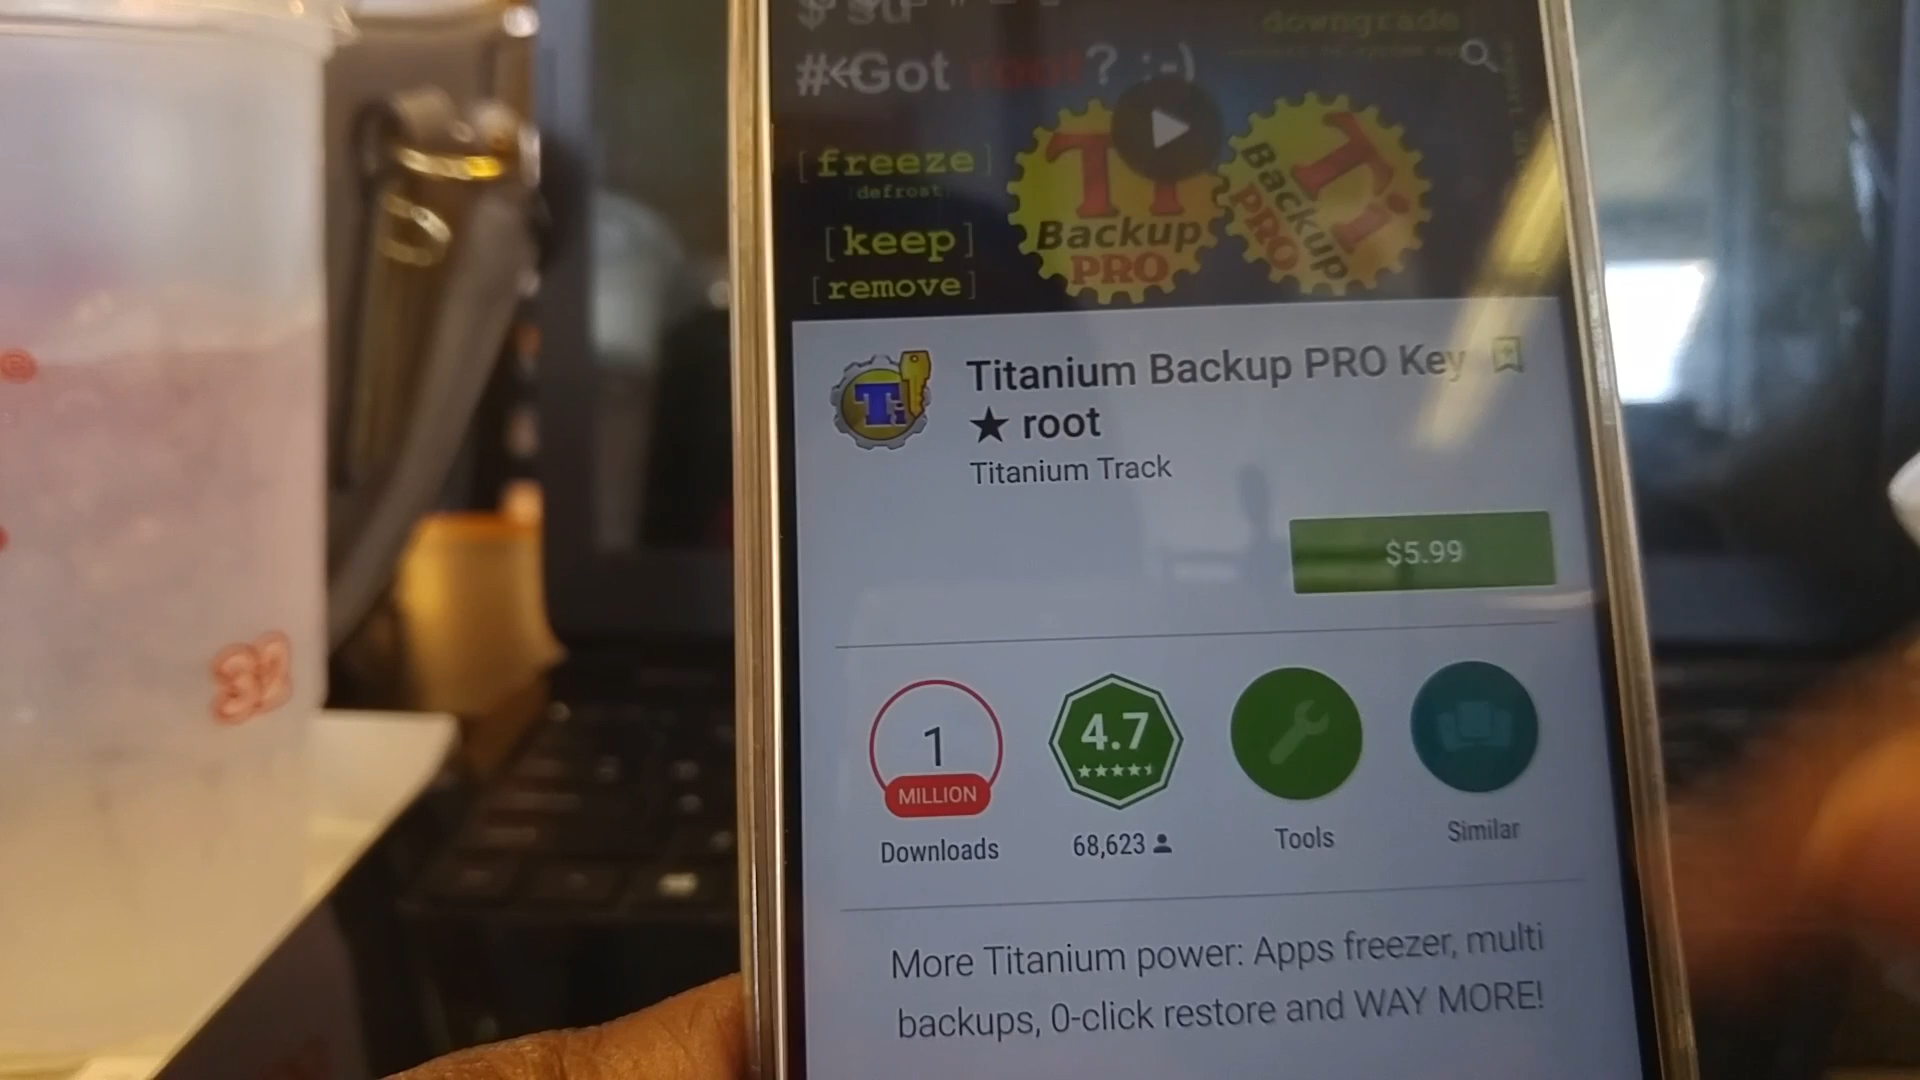 $ su
downgrade
#Got root? :-)
[freeze]
defrost
[keep]
[remove]
Ti
Backup
PRO
Ti
Backup
PRO
Titanium Backup PRO Key
★ root
Titanium Track
$5.99
1
MILLION
Downloads
4.7
68,623
Tools
Similar
More Titanium power: Apps freezer, multi
backups, 0-click restore and WAY MORE!
32